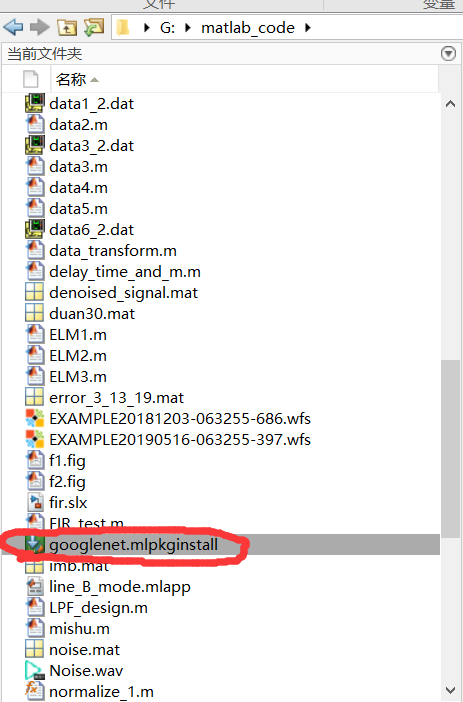 文件
变量
G: matlab_code
当前文件夹
名称
data1_2.dat
data2.m
data3_2.dat
data3.m
data4.m
data5.m
data6_2.dat
data_transform.m
delay_time_and_m.m
denoised_signal.mat
duan30.mat
ELM1.m
ELM2.m
ELM3.m
error_3_13_19.mat
EXAMPLE20181203-063255-686.wfs
EXAMPLE20190516-063255-397.wfs
f1.fig
f2.fig
fir.slx
FIR_test.m
googlenet.mlpkginstall
imb.mat
line_B_mode.mlapp
LPF_design.m
mishu.m
noise.mat
Noise.wav
normalize_1.m